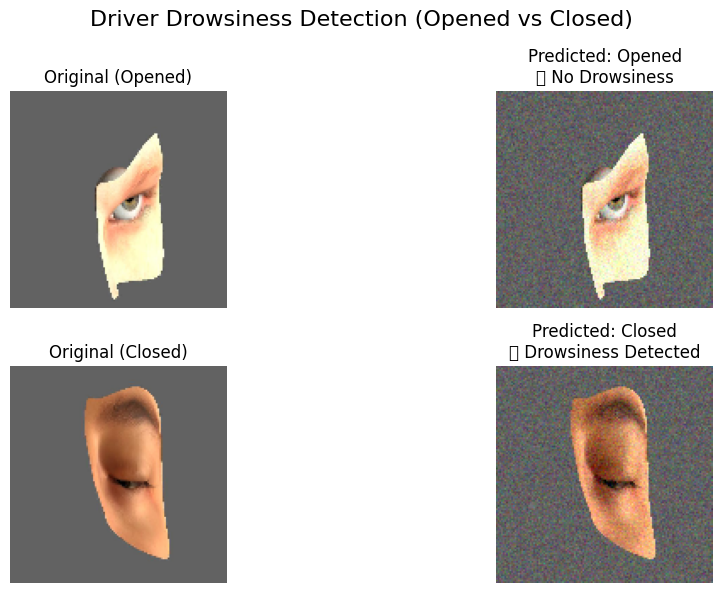 Driver Drowsiness Detection (Opened vs Closed)
Original (Opened)
Predicted: Opened
▯ No Drowsiness
Original (Closed)
Predicted: Closed
▯ Drowsiness Detected